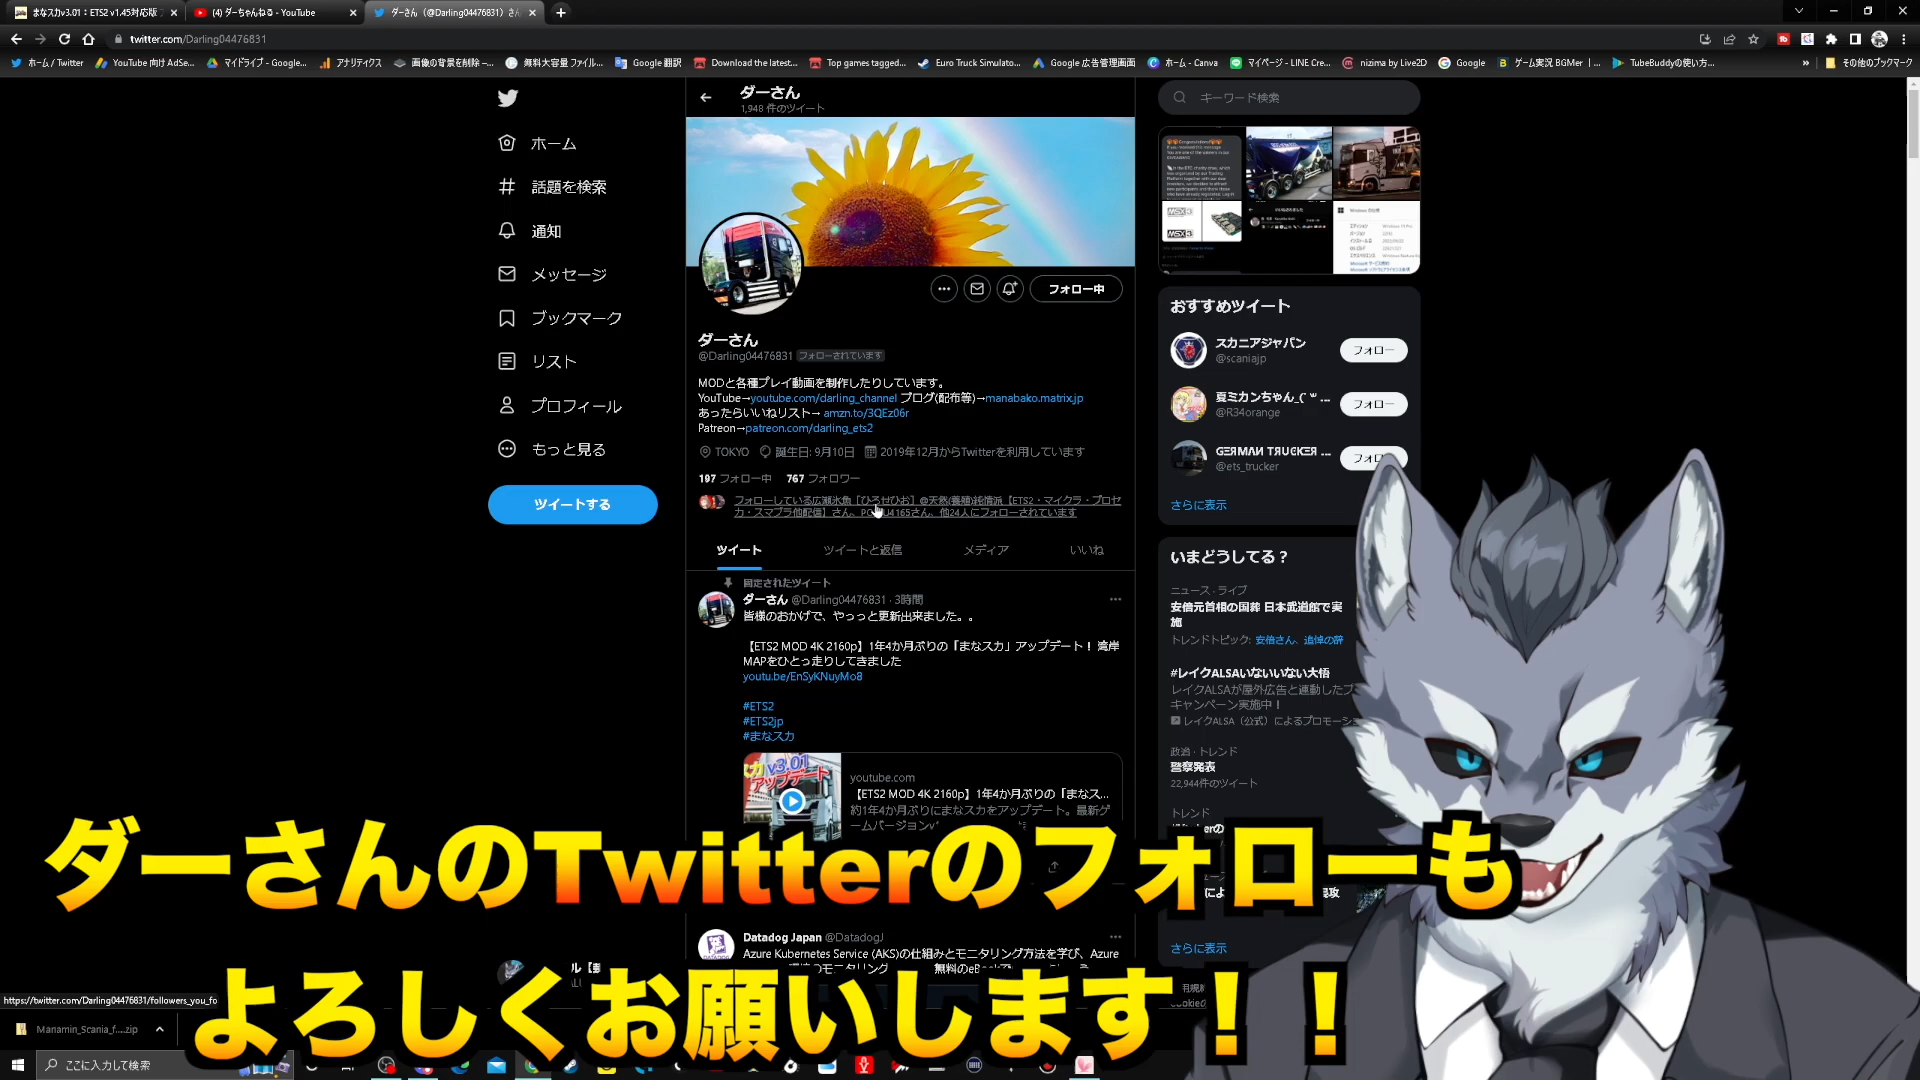 まなスカv3.01：ETS2 v1.45対応版
(4) ダーちゃんねる - YouTube
ダーさん（@Darling04476831）さん
twitter.com/Darling04476831
ホーム / Twitter
YouTube 向け AdSe...
マイドライブ - Google...
アナリティクス
画像の背景を削除 –...
無料大容量 ファイル...
Google 翻訳
Download the latest...
Top games tagged...
Euro Truck Simulato...
Google 広告管理画面
ホーム - Canva
マイページ - LINE Cre...
nizima by Live2D
Google
ゲーム実況 BGMer | ...
TubeBuddyの使い方...
»
その他のブックマーク
ホーム
話題を検索
通知
メッセージ
ブックマーク
リスト
プロフィール
もっと見る
ツイートする
ダーさん
1,948 件のツイート
フォロー中
ダーさん
@Darling04476831 フォローされています
MODと各種プレイ動画を制作したりしています。
YouTube→youtube.com/darling_channel ブログ(配布等)→manabako.matrix.jp
あったらいいねリスト→ amzn.to/3QEz06r
Patreon→patreon.com/darling_ets2
TOKYO 誕生日: 9月10日 2019年12月からTwitterを利用しています
197 フォロー中 767 フォロワー
フォローしている広瀬氷魚［ひろせひお］@天然(養殖)純情派【ETS2・マイクラ・プロセ
カ・スマブラ他配信】さん、 4165さん、他24人にフォローされています
ツイート
ツイートと返信
メディア
いいね
固定されたツイート
ダーさん @Darling04476831 · 3時間
皆様のおかげで、やっっと更新出来ました。。
【ETS2 MOD 4K 2160p】1年4か月ぶりの「まなスカ」アップデート！ 湾岸
MAPをひとっ走りしてきました
youtu.be/EnSyKNuyMo8
#ETS2
#ETS2jp
#まなスカ
カ v3.01
アップデート
youtube.com
【ETS2 MOD 4K 2160p】1年4か月ぶりの「まなス...
約1年4か月ぶりにまなスカをアップデート。最新ゲ
ームバージョンv
Datadog Japan @DatadogJ
Azure Kubernetes Service (AKS)の仕組みとモニタリング方法を学び、Azure
のモニタリング
無料のeBook
キーワード検索
MSX3
MSX3
おすすめツイート
スカニアジャパン
@scaniajp
フォロー
夏ミカンちゃん_(´ ...
@R34orange
フォロー
GΞЯMAИ TЯUCKΞЯ ...
@ets_trucker
フォロ
さらに表示
いまどうしてる？
ニュース · ライブ
安倍元首相の国葬 日本武道館で実
施
トレンドトピック: 安倍さん、追悼の辞
#レイクALSAいないいない大悟
レイクALSAが屋外広告と連動したプ
キャンペーン実施中！
レイクALSA（公式）によるプロモーショ
政治 · トレンド
警察発表
22,944件のツイート
トレンド
さらに表示
https://twitter.com/Darling04476831/followers_you_fo
Manamin_Scania_f....zip
ここに入力して検索
ダーさんのTwitterのフォローも
よろしくお願いします！！